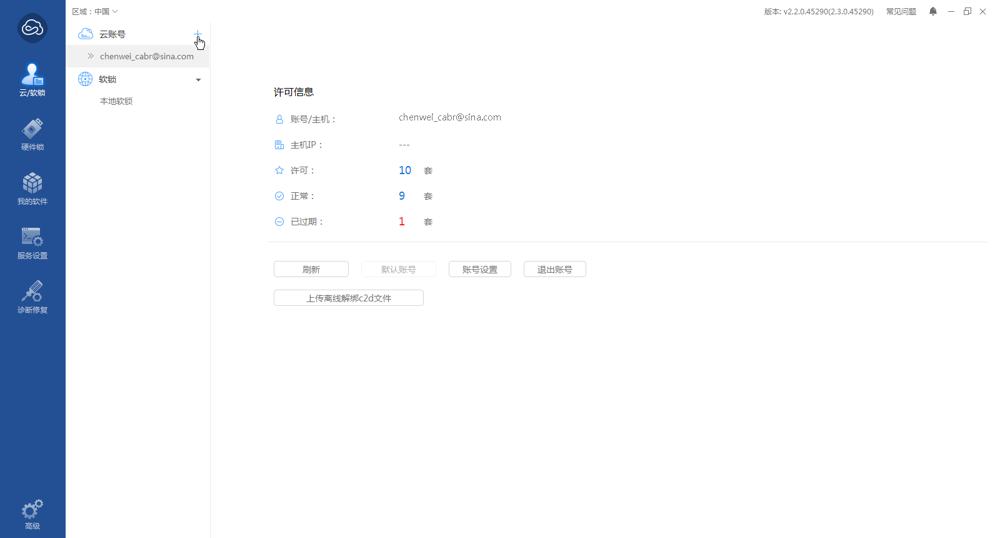 区域：中国
版本: v2.2.0.45290(2.3.0.45290)
常见问题
云/软锁
硬件锁
我的软件
服务设置
诊断修复
高级
云账号
chenwei_cabr@sina.com
软锁
本地软锁
许可信息
账号/主机： chenwei_cabr@sina.com
主机IP： ---
许可： 10 套
正常： 9 套
已过期： 1 套
刷新 默认账号 账号设置 退出账号
上传离线解绑c2d文件